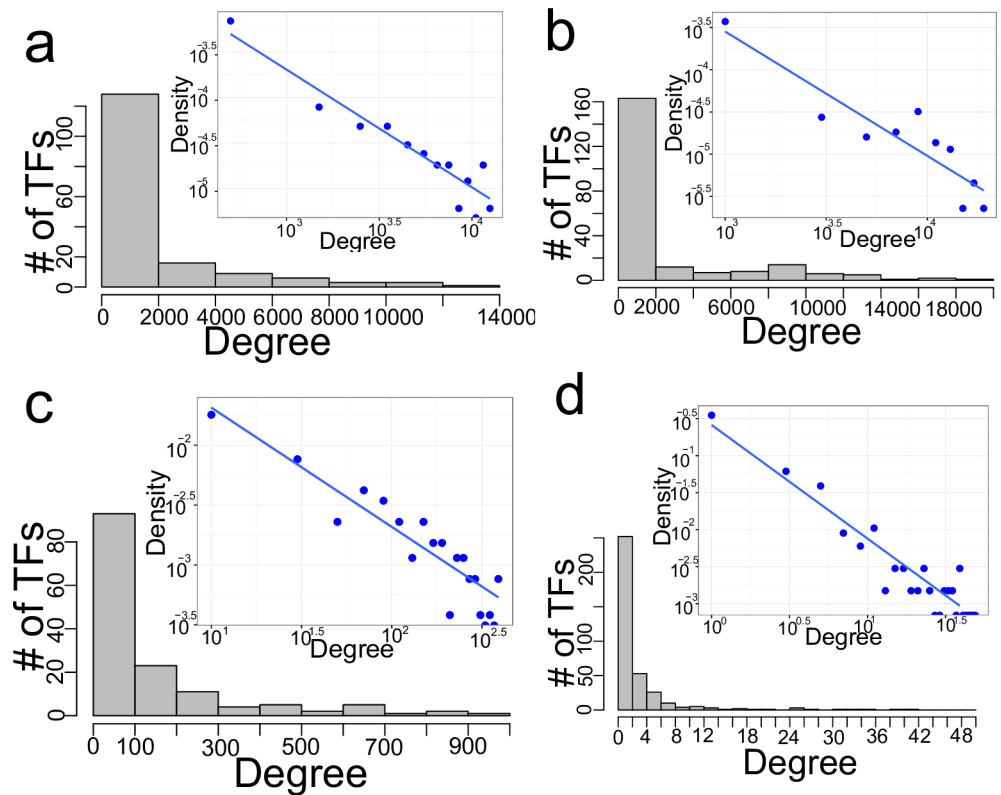 a
# of TFs
0 20 60 100
0 2000 4000 6000 8000 10000 14000
Degree
Density
10^-3.5
10^-4
10^-4.5
10^-5
10^3 10^3.5 10^4
Degree
b
# of TFs
0 40 80 120 160
0 2000 6000 10000 14000 18000
Degree
Density
10^-3.5
10^-4
10^-4.5
10^-5
10^-5.5
10^3 10^3.5 10^4
Degree
c
# of TFs
0 20 40 60 80
0 100 300 500 700 900
Degree
Density
10^-2
10^-2.5
10^-3
10^-3.5
10^1 10^1.5 10^2 10^2.5
Degree
d
# of TFs
0 50 100 200
0 4 8 12 18 24 30 36 42 48
Degree
Density
10^-0.5
10^-1
10^-1.5
10^-2
10^-2.5
10^-3
10^0 10^0.5 10^1 10^1.5
Degree